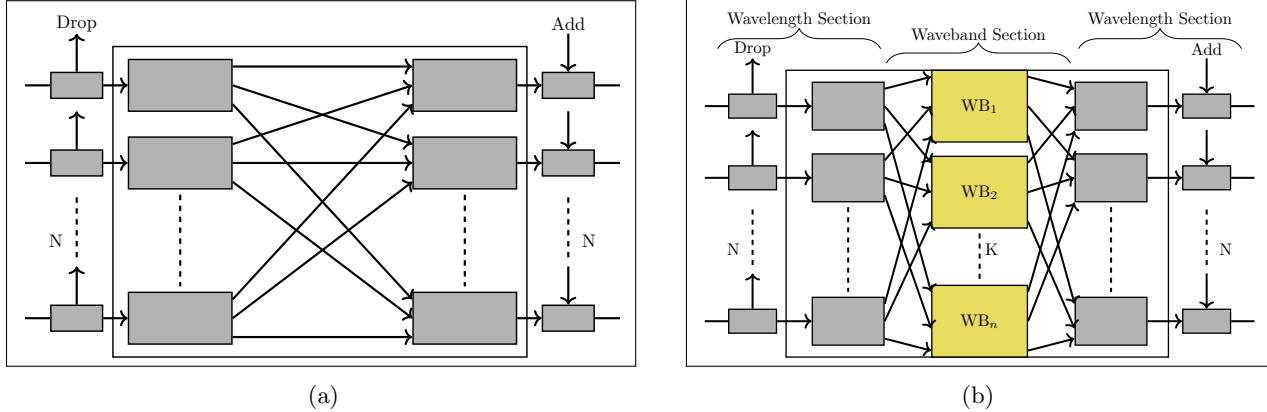 Drop
Add
N
N
(a)
Wavelength Section
Waveband Section
Wavelength Section
Drop
Add
WB₁
WB₂
N
K
N
WBₙ
(b)